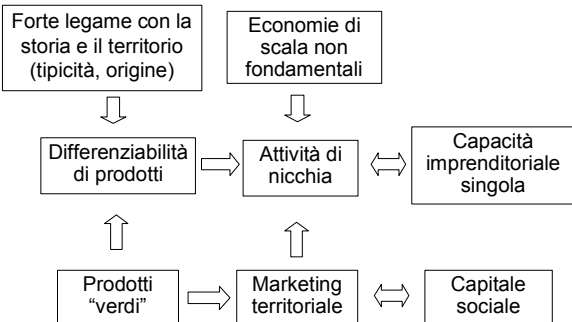 Forte legame con la
storia e il territorio
(tipicità, origine)
Economie di
scala non
fondamentali
Differenziabilità
di prodotti
Attività di
nicchia
Capacità
imprenditoriale
singola
Prodotti
“verdi”
Marketing
territoriale
Capitale
sociale